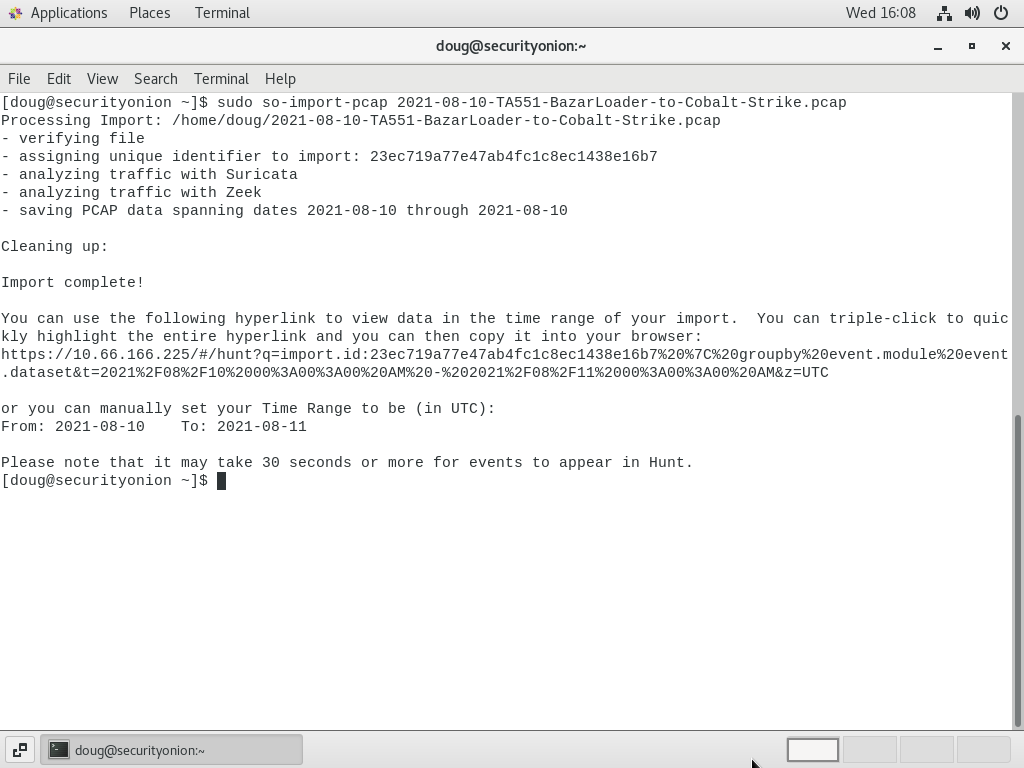 Applications Places Terminal Wed 16:08
doug@securityonion:~
File Edit View Search Terminal Help
[doug@securityonion ~]$ sudo so-import-pcap 2021-08-10-TA551-BazarLoader-to-Cobalt-Strike.pcap
Processing Import: /home/doug/2021-08-10-TA551-BazarLoader-to-Cobalt-Strike.pcap
- verifying file
- assigning unique identifier to import: 23ec719a77e47ab4fc1c8ec1438e16b7
- analyzing traffic with Suricata
- analyzing traffic with Zeek
- saving PCAP data spanning dates 2021-08-10 through 2021-08-10
Cleaning up:
Import complete!
You can use the following hyperlink to view data in the time range of your import.  You can triple-click to quic
kly highlight the entire hyperlink and you can then copy it into your browser:
https://10.66.166.225/#/hunt?q=import.id:23ec719a77e47ab4fc1c8ec1438e16b7%20%7C%20groupby%20event.module%20event
.dataset&t=2021%2F08%2F10%2000%3A00%3A00%20AM%20-%202021%2F08%2F11%2000%3A00%3A00%20AM&z=UTC
or you can manually set your Time Range to be (in UTC):
From: 2021-08-10    To: 2021-08-11
Please note that it may take 30 seconds or more for events to appear in Hunt.
[doug@securityonion ~]$
doug@securityonion:~